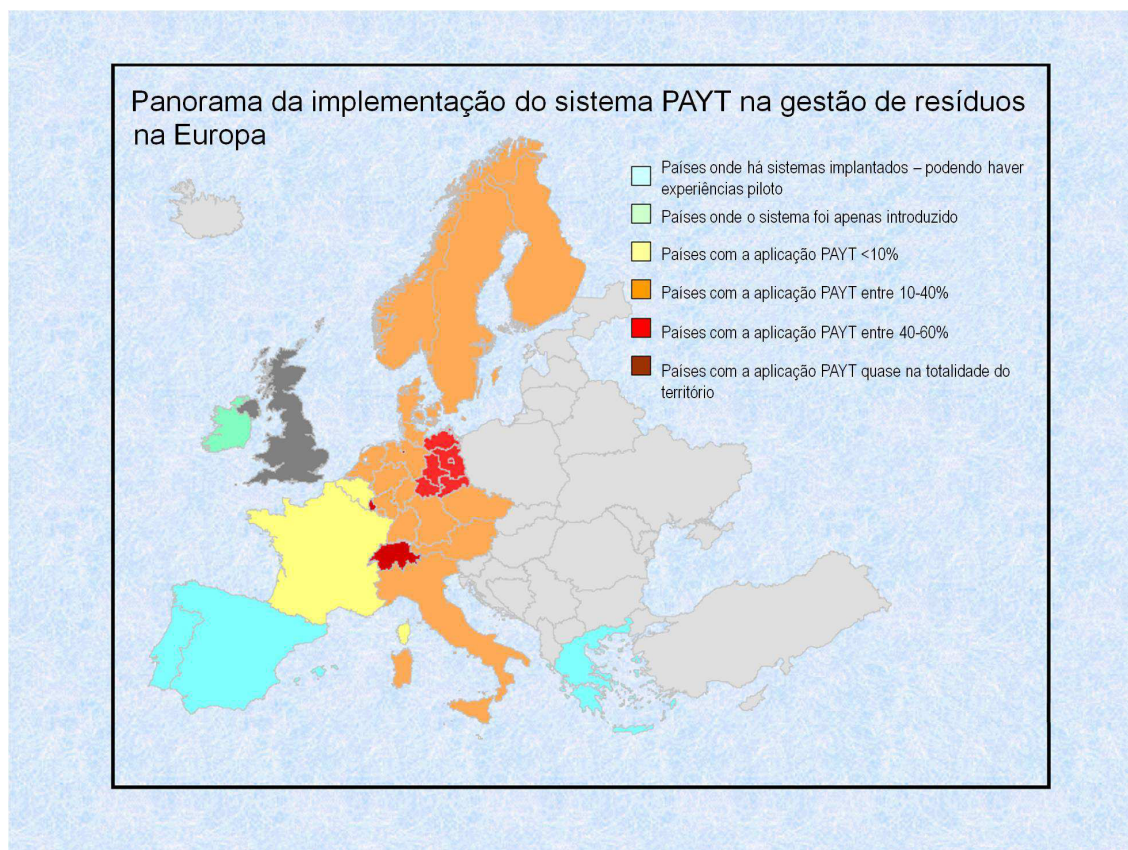 Panorama da implementação do sistema PAYT na gestão de resíduos
na Europa
Países onde há sistemas implantados – podendo haver
experiências piloto
Países onde o sistema foi apenas introduzido
Países com a aplicação PAYT <10%
Países com a aplicação PAYT entre 10-40%
Países com a aplicação PAYT entre 40-60%
Países com a aplicação PAYT quase na totalidade do
território